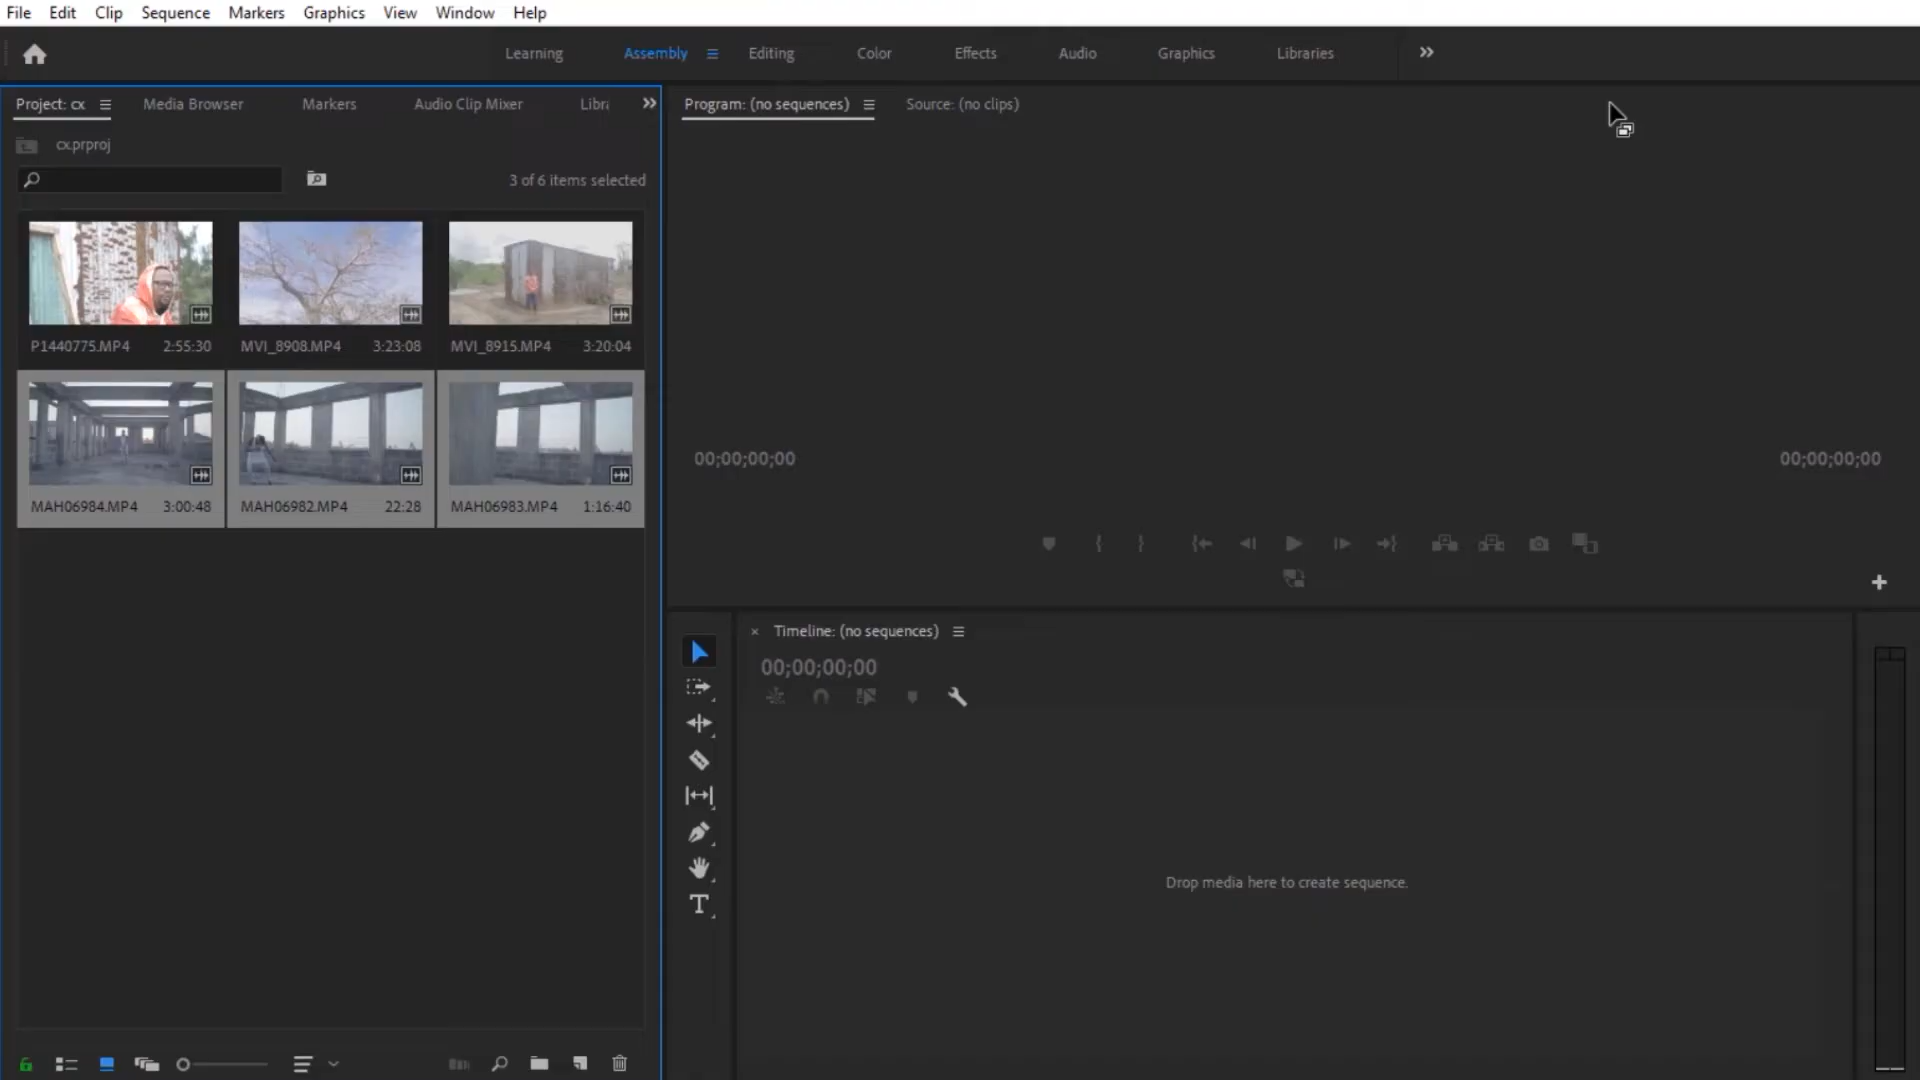 File Edit Clip Sequence Markers Graphics View Window Help
Learning Assembly Editing Color Effects Audio Graphics Libraries
Project: cx Media Browser Markers Audio Clip Mixer Libr
Program: (no sequences) Source: (no clips)
cx.prproj
3 of 6 items selected
P1440775.MP4 2:55:30
MVI_8908.MP4 3:23:08
MVI_8915.MP4 3:20:04
MAH06984.MP4 3:00:48
MAH06982.MP4 22:28
MAH06983.MP4 1:16:40
00;00;00;00
00;00;00;00
Timeline: (no sequences)
00;00;00;00
Drop media here to create sequence.